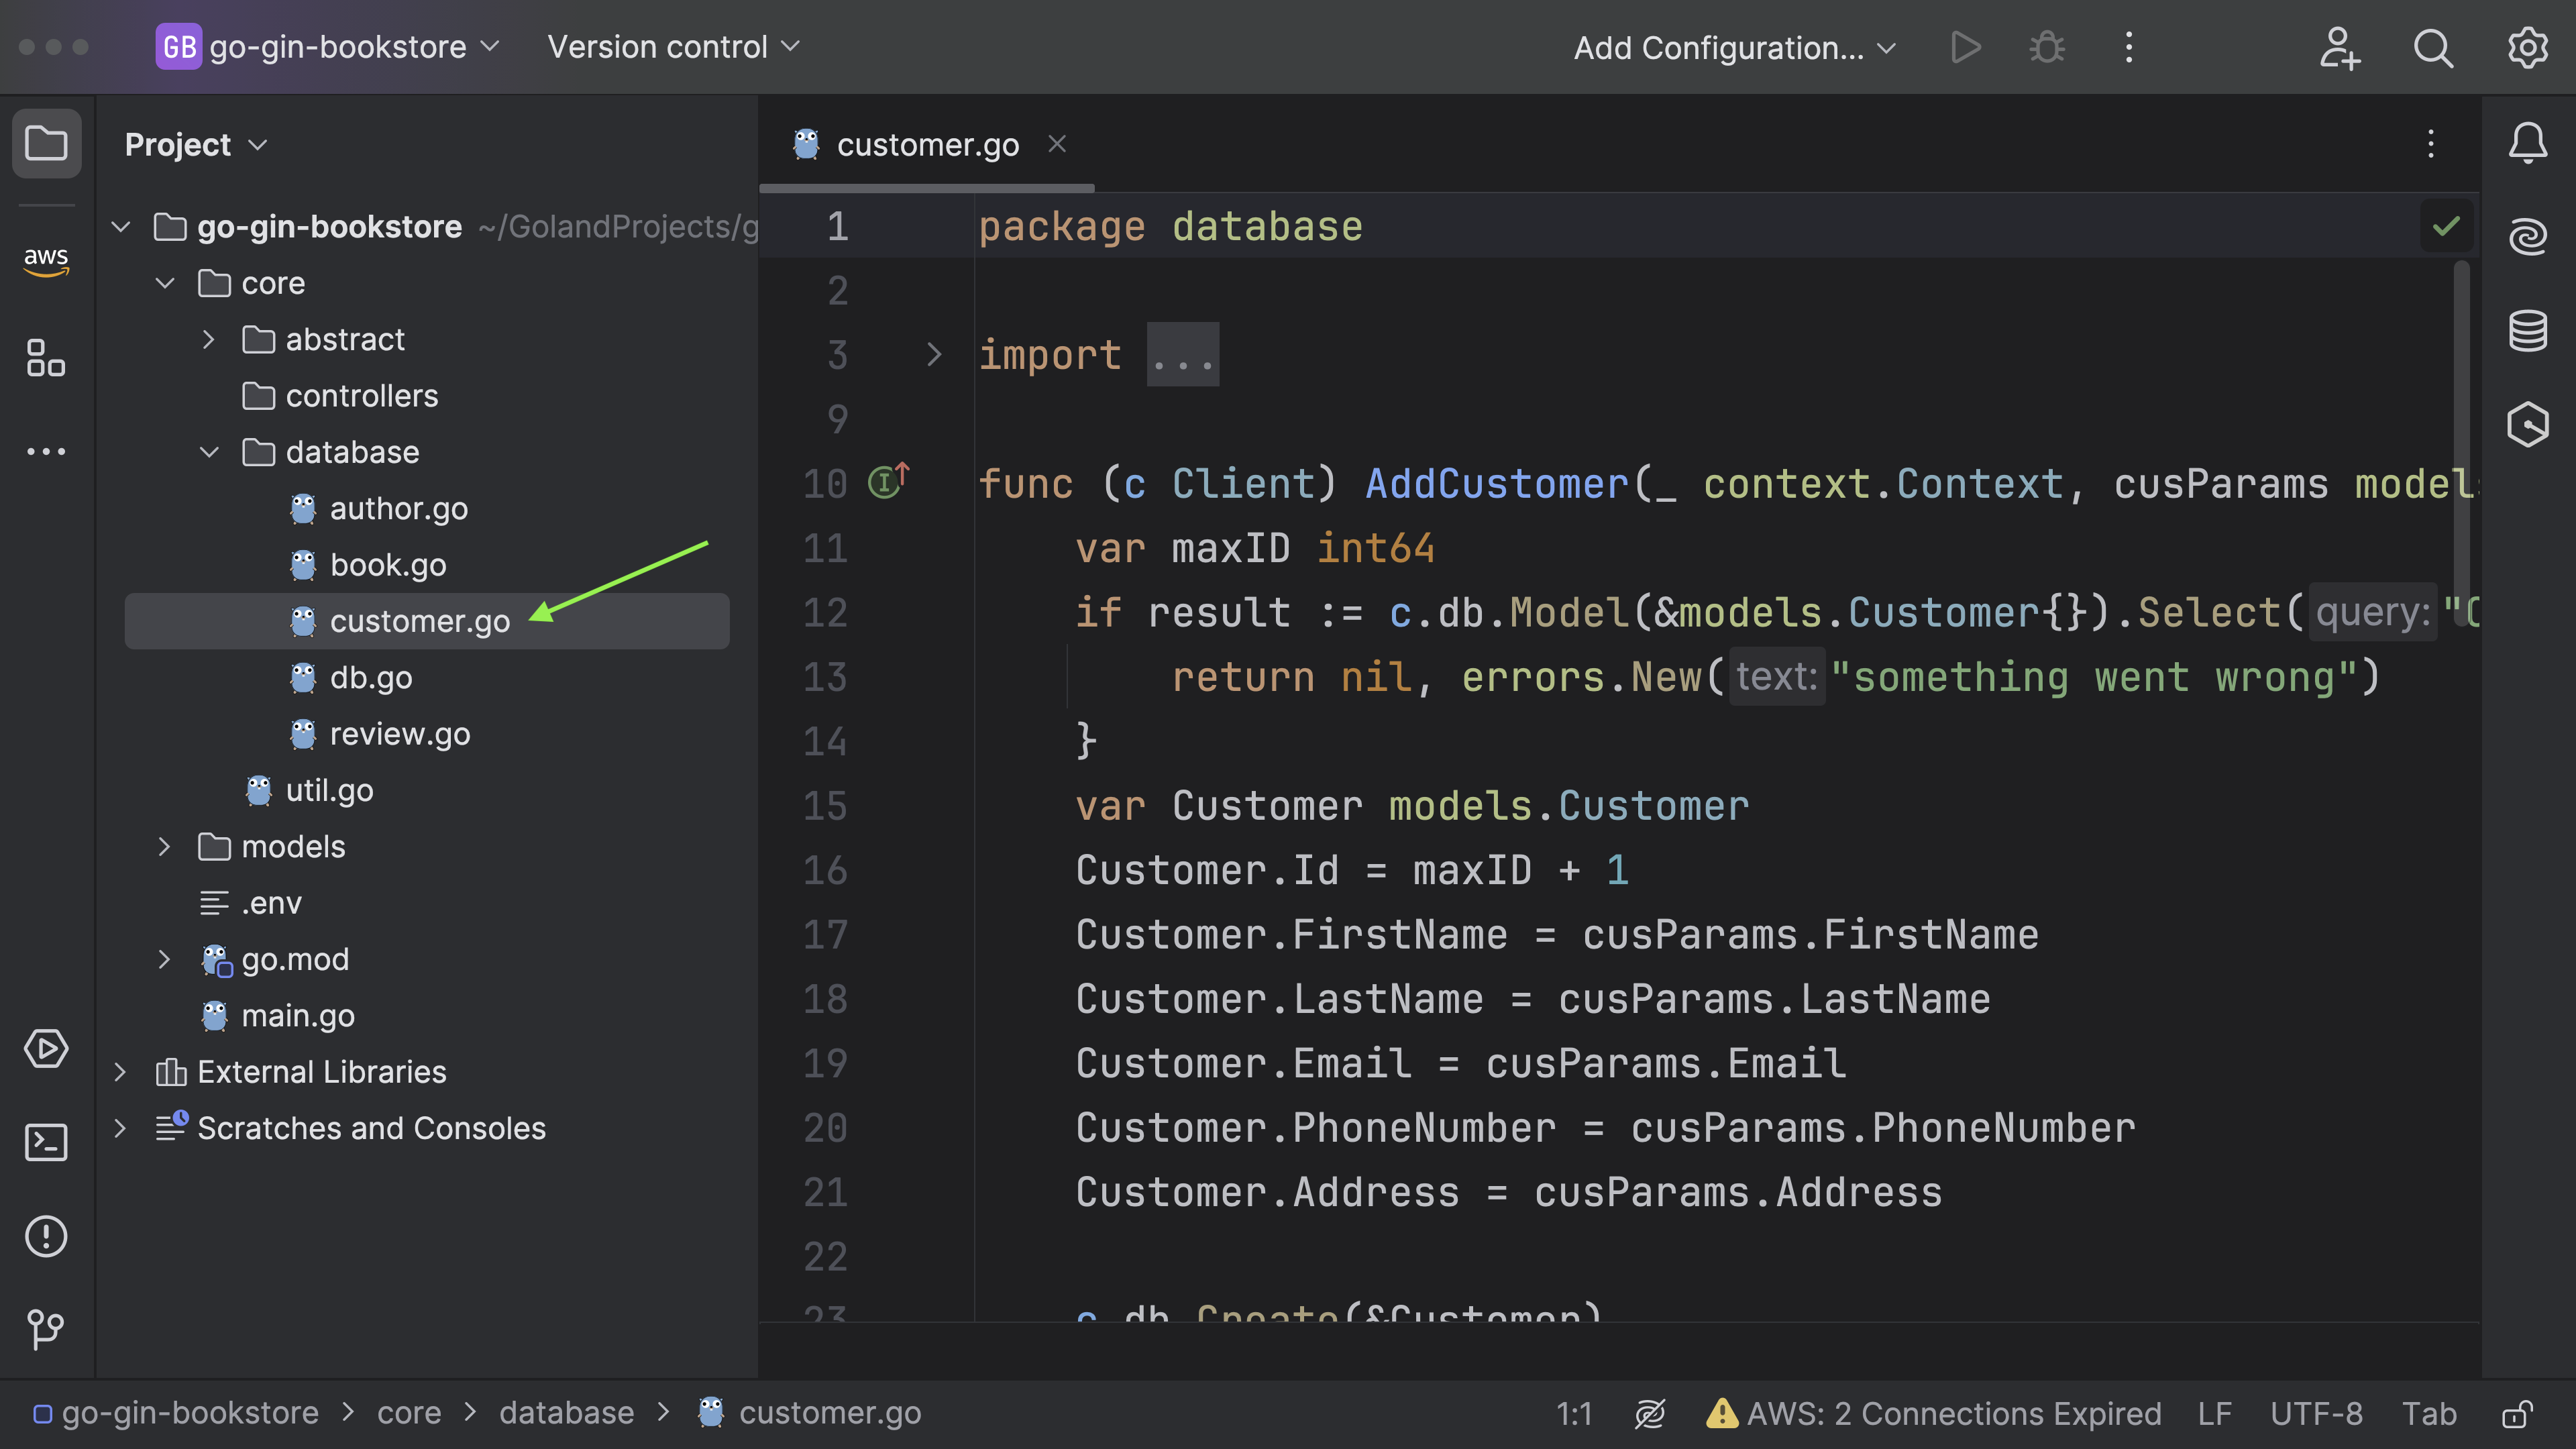 GB go-gin-bookstore Version control Add Configuration...
Project
customer.go
aws
go-gin-bookstore ~/GolandProjects/g
core
abstract
controllers
database
author.go
book.go
customer.go
db.go
review.go
util.go
models
.env
go.mod
main.go
External Libraries
Scratches and Consoles
1 package database
2
3 import ...
9
10 func (c Client) AddCustomer(_ context.Context, cusParams models
11 var maxID int64
12 if result := c.db.Model(&models.Customer{}).Select( query: "C
13 return nil, errors.New( text: "something went wrong")
14 }
15 var Customer models.Customer
16 Customer.Id = maxID + 1
17 Customer.FirstName = cusParams.FirstName
18 Customer.LastName = cusParams.LastName
19 Customer.Email = cusParams.Email
20 Customer.PhoneNumber = cusParams.PhoneNumber
21 Customer.Address = cusParams.Address
22
23 c.db.Create(&Customer)
go-gin-bookstore > core > database > customer.go 1:1 AWS: 2 Connections Expired LF UTF-8 Tab